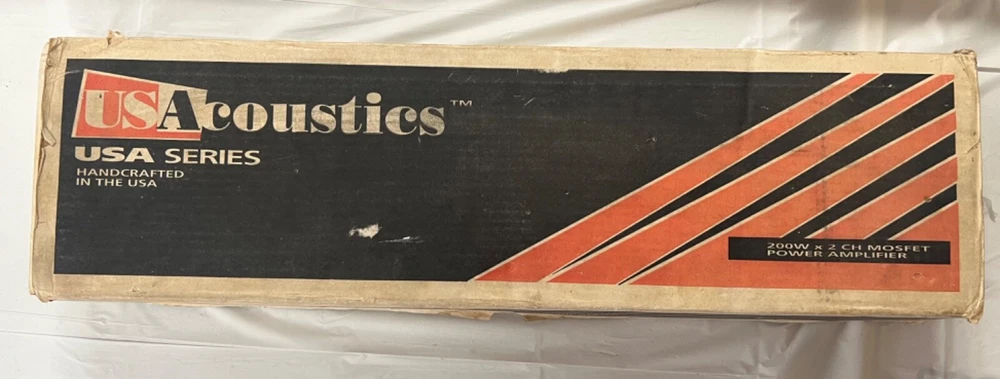 USAcoustics™
USA SERIES
HANDCRAFTED
IN THE USA
200W x 2 CH MOSFET
POWER AMPLIFIER